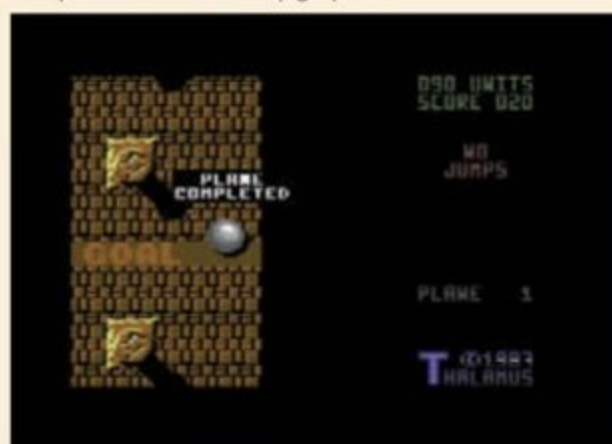 090 UNITS
SCORE 020
NO
JUMPS
PLANE
COMPLETED
GOAL
PLANE 1
©1987
THALAMUS